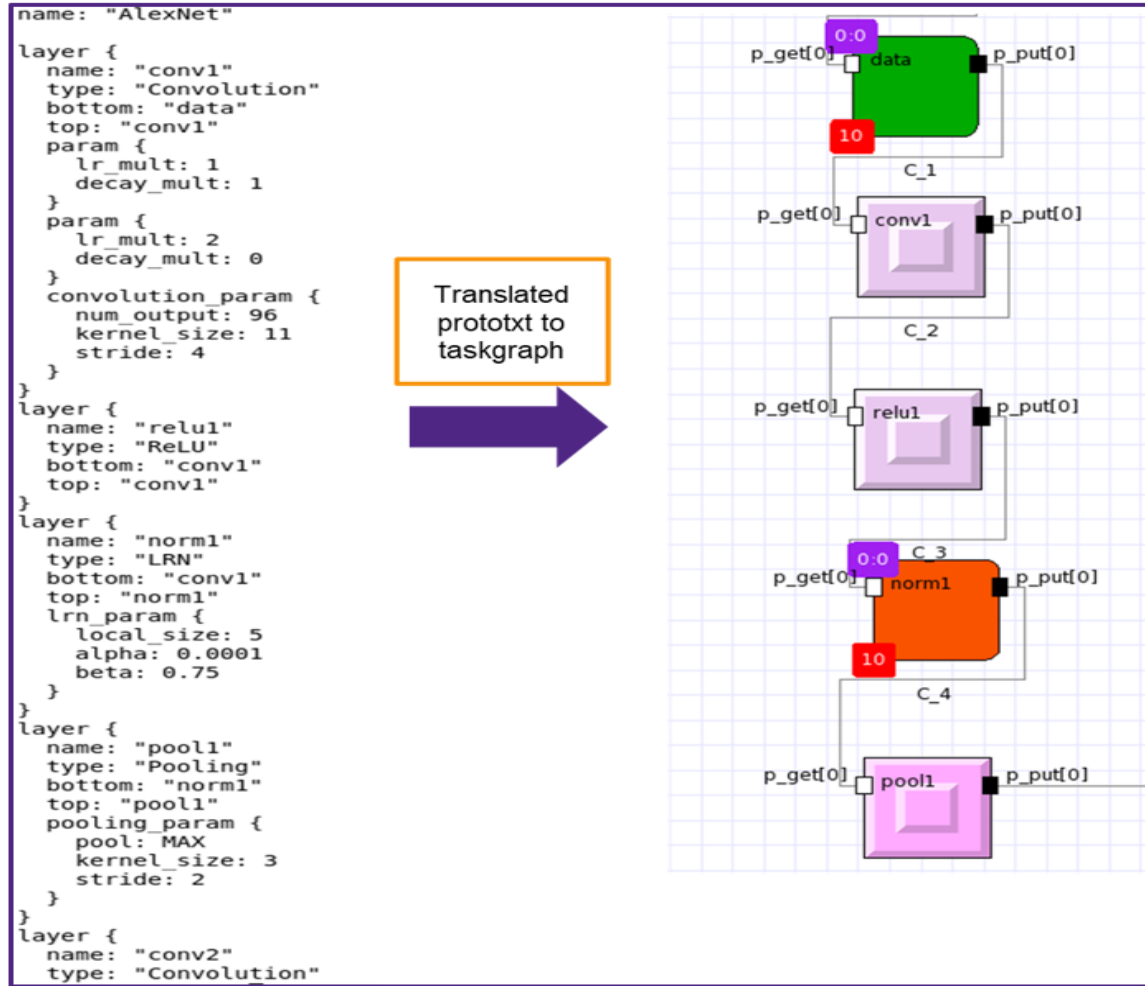 name: "AlexNet"
layer {
name: "conv1"
type: "Convolution"
bottom: "data"
top: "conv1"
param {
lr_mult: 1
decay_mult: 1
}
param {
lr_mult: 2
decay_mult: 0
}
convolution_param {
num_output: 96
kernel_size: 11
stride: 4
}
}
layer {
name: "relu1"
type: "ReLU"
bottom: "conv1"
top: "conv1"
}
layer {
name: "norm1"
type: "LRN"
bottom: "conv1"
top: "norm1"
lrn_param {
local_size: 5
alpha: 0.0001
beta: 0.75
}
}
layer {
name: "pool1"
type: "Pooling"
bottom: "norm1"
top: "pool1"
pooling_param {
pool: MAX
kernel_size: 3
stride: 2
}
}
layer {
name: "conv2"
type: "Convolution"
Translated
prototxt to
taskgraph
0:0
p_get[0] data p_put[0]
10
C_1
p_get[0] conv1 p_put[0]
C_2
p_get[0] relu1 p_put[0]
0:0 C_3
p_get[0] norm1 p_put[0]
10
C_4
p_get[0] pool1 p_put[0]